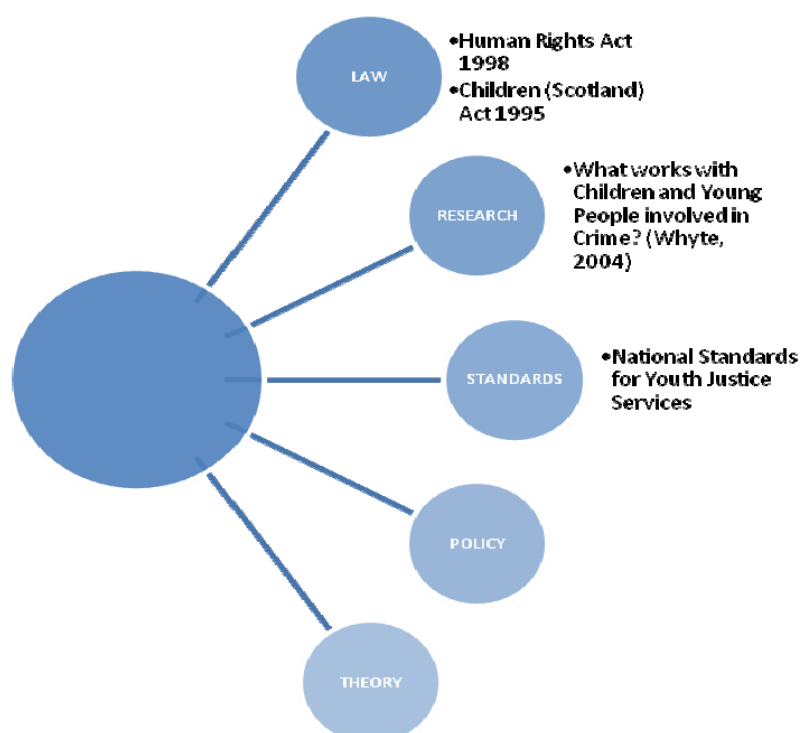 LAW
•Human Rights Act
1998
•Children (Scotland)
Act 1995
RESEARCH
•What works with
Children and Young
People involved in
Crime? (Whyte,
2004)
STANDARDS
•National Standards
for Youth Justice
Services
POLICY
THEORY